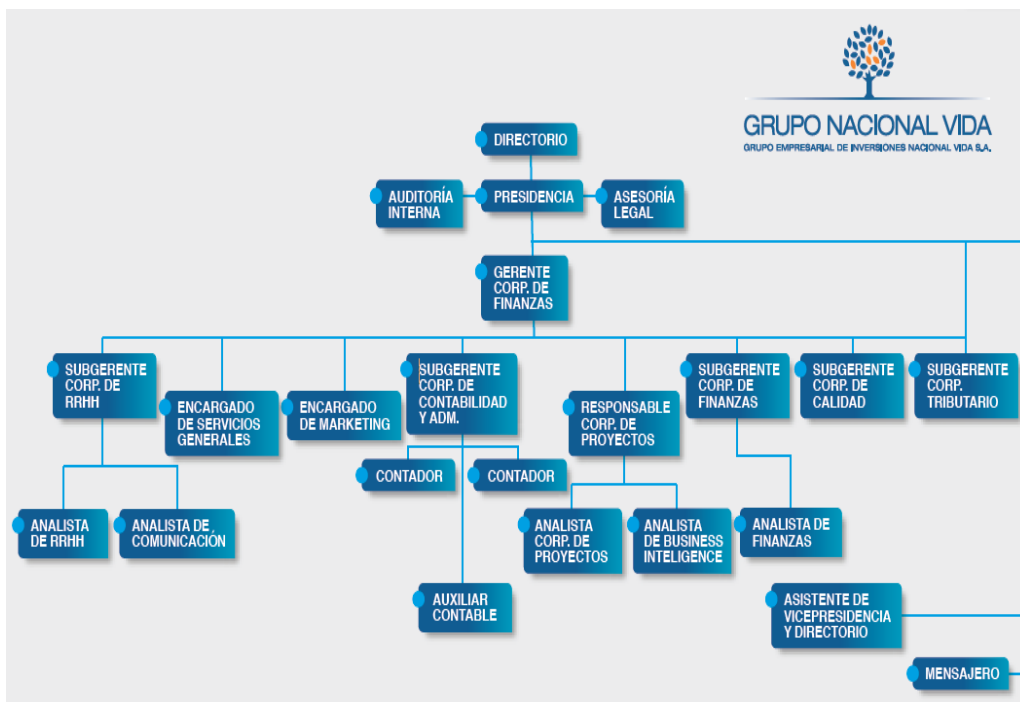 GRUPO NACIONAL VIDA
GRUPO EMPRESARIAL DE INVERSIONES NACIONAL VIDA S.A.
DIRECTORIO
AUDITORÍA
INTERNA
PRESIDENCIA
ASESORÍA
LEGAL
GERENTE
CORP. DE
FINANZAS
SUBGERENTE
CORP. DE
RRHH
ENCARGADO
DE SERVICIOS
GENERALES
ENCARGADO
DE MARKETING
SUBGERENTE
CORP. DE
CONTABILIDAD
Y ADM.
RESPONSABLE
CORP. DE
PROYECTOS
SUBGERENTE
CORP. DE
FINANZAS
SUBGERENTE
CORP. DE
CALIDAD
SUBGERENTE
CORP.
TRIBUTARIO
CONTADOR
CONTADOR
ANALISTA
DE RRHH
ANALISTA DE
COMUNICACIÓN
ANALISTA
CORP. DE
PROYECTOS
ANALISTA
DE BUSINESS
INTELIGENCE
ANALISTA DE
FINANZAS
AUXILIAR
CONTABLE
ASISTENTE DE
VICEPRESIDENCIA
Y DIRECTORIO
MENSAJERO